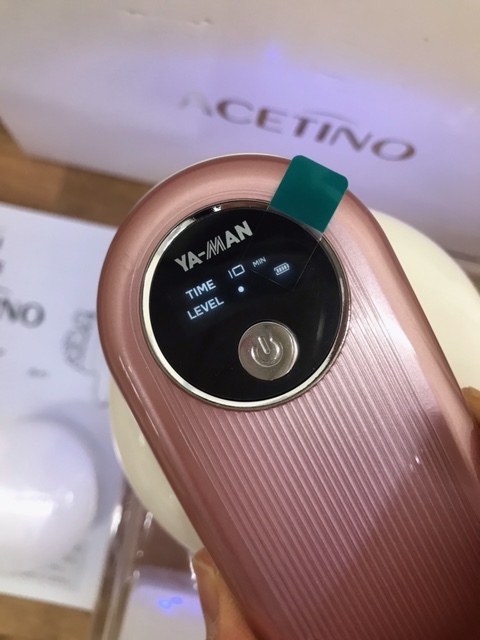 ACETINO
YA-MAN
TIME 10 MIN
LEVEL